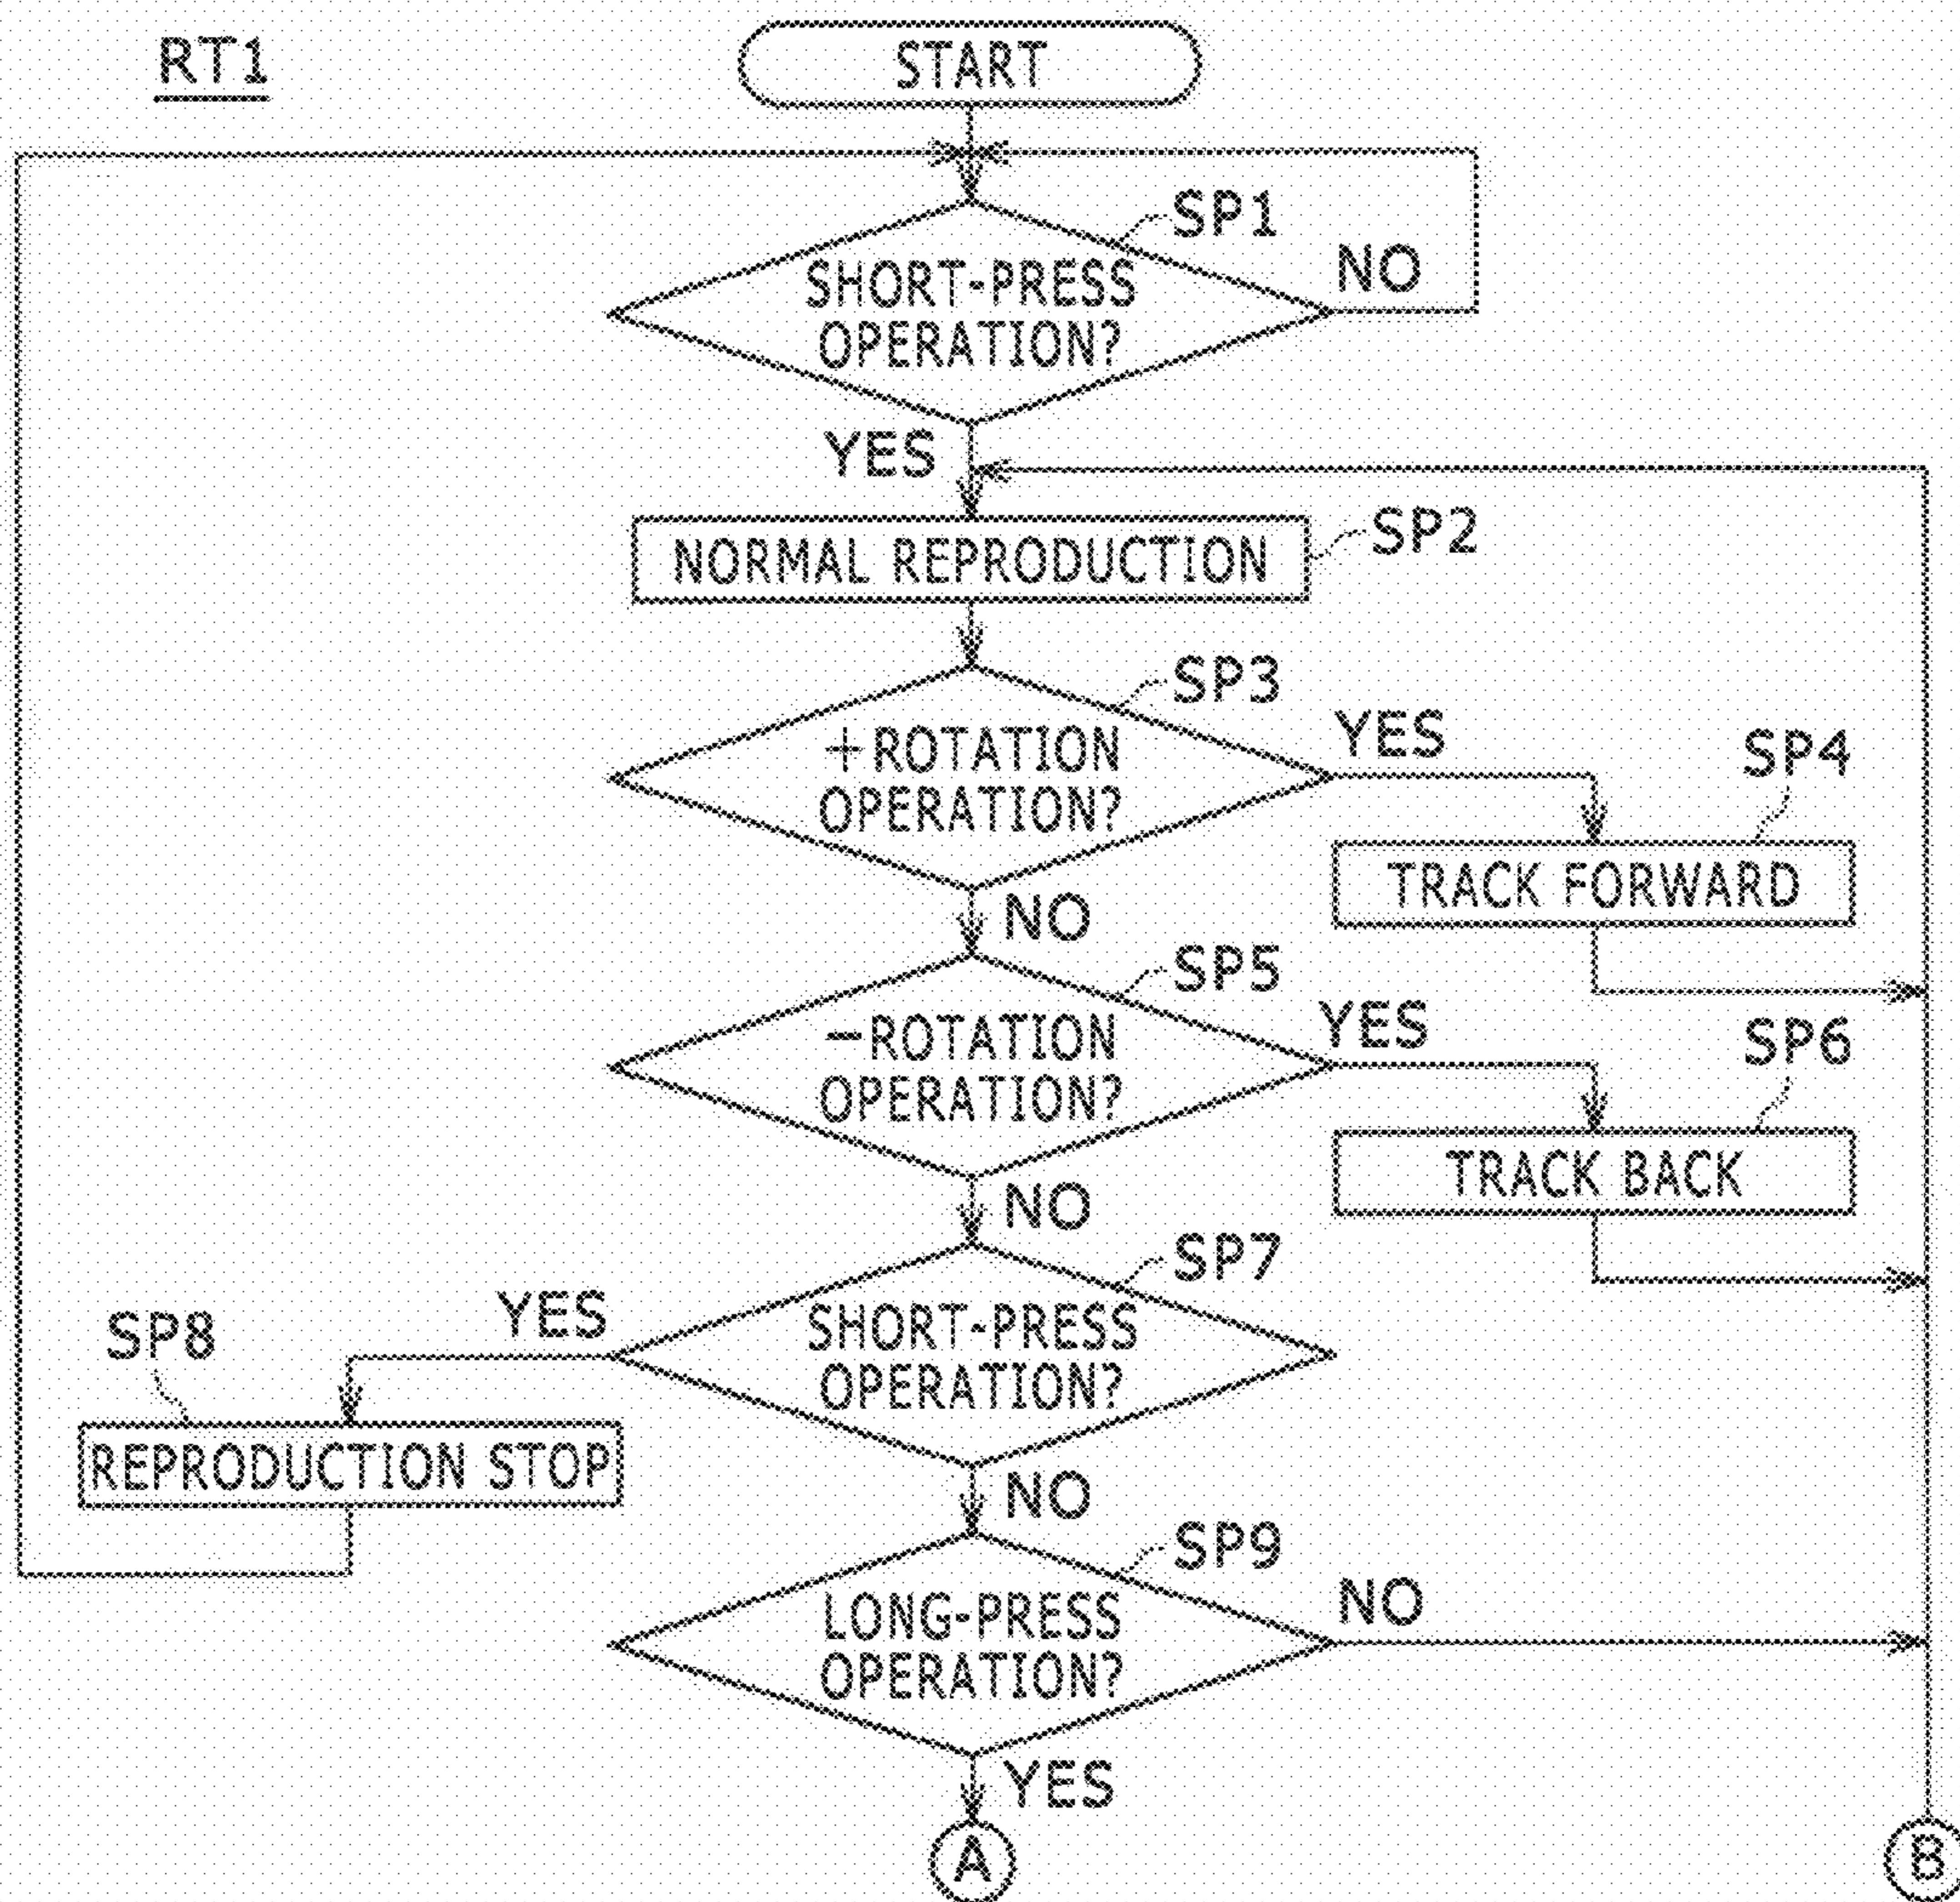 RT1
START
SP1
SHORT-PRESS
OPERATION?
NO
YES
NORMAL REPRODUCTION
SP2
SP3
+ROTATION
OPERATION?
YES
SP4
TRACK FORWARD
NO
SP5
−ROTATION
OPERATION?
YES
SP6
TRACK BACK
NO
SP7
SHORT-PRESS
OPERATION?
YES
SP8
REPRODUCTION STOP
NO
SP9
LONG-PRESS
OPERATION?
NO
YES
A
B